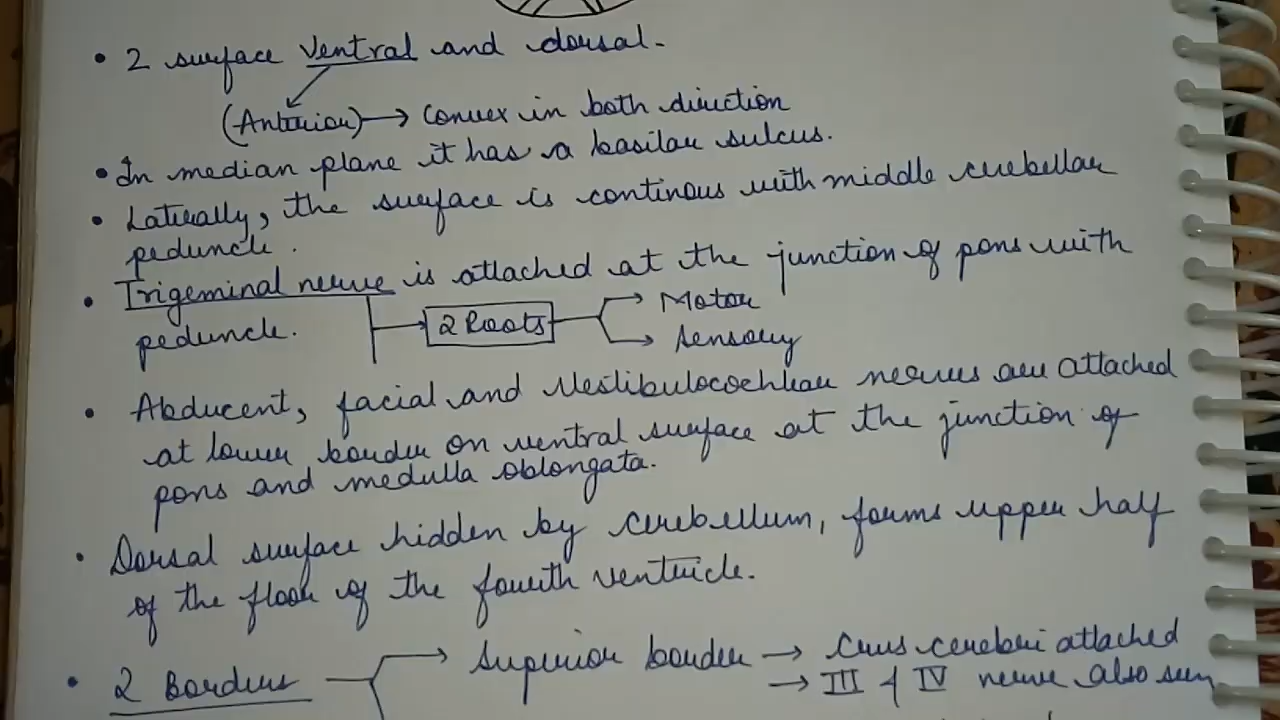 • 2 surface ventral and dorsal.
(Anterior) → convex in both direction
• In median plane it has a basilar sulcus.
• Laterally, the surface is continous with middle cerebellar
peduncle.
• Trigeminal nerve is attached at the junction of pons with
peduncle. 2 Roots → Motor
→ Sensory
• Abducent, facial and Vestibulocochlear nerves are attached
at lower border on ventral surface at the junction of
pons and medulla oblongata.
• Dorsal surface hidden by cerebellum, forms upper half
of the floor of the fourth ventricle.
• 2 Borders → Superior border → Crus cerebri attached
→ III & IV nerve also seen